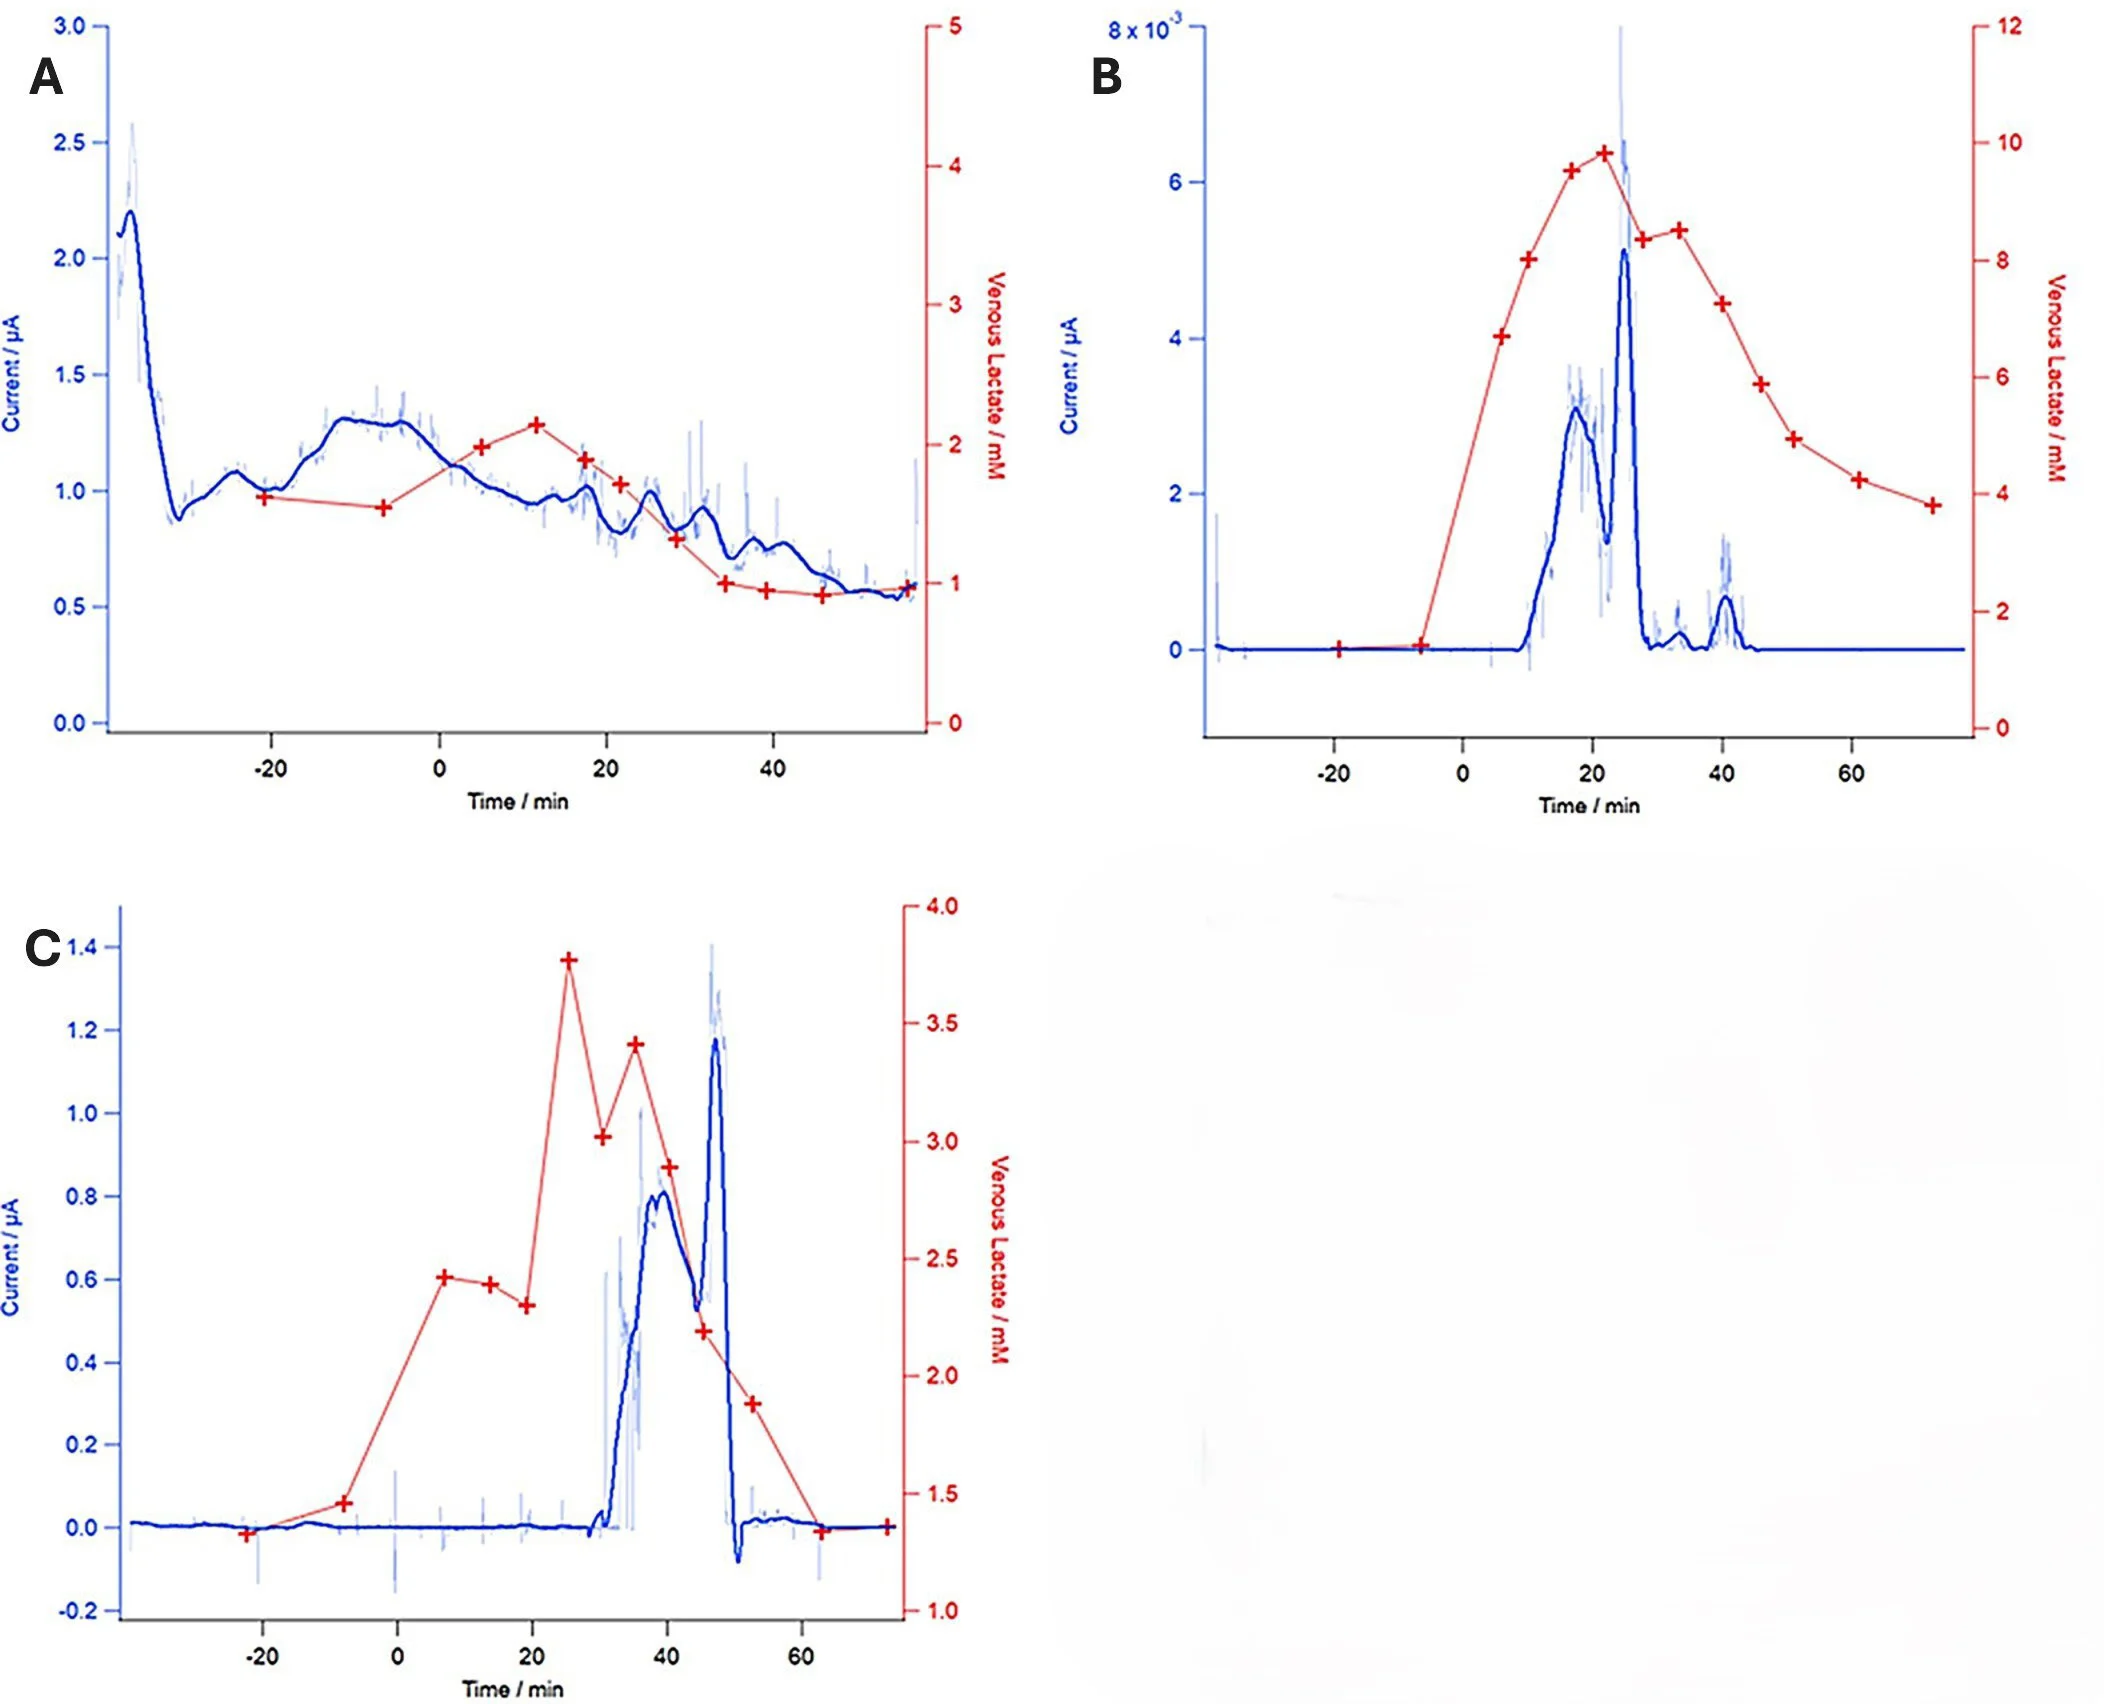 A
3.0
2.5
2.0
1.5
1.0
0.5
0.0
Current / µA
5
4
3
2
1
0
Venous Lactate / mM
-20 0 20 40
Time / min
B
8 x 10-3
6
4
2
0
Current / µA
12
10
8
6
4
2
0
Venous Lactate / mM
-20 0 20 40 60
Time / min
C
1.4
1.2
1.0
0.8
0.6
0.4
0.2
0.0
-0.2
Current / µA
4.0
3.5
3.0
2.5
2.0
1.5
1.0
Venous Lactate / mM
-20 0 20 40 60
Time / min